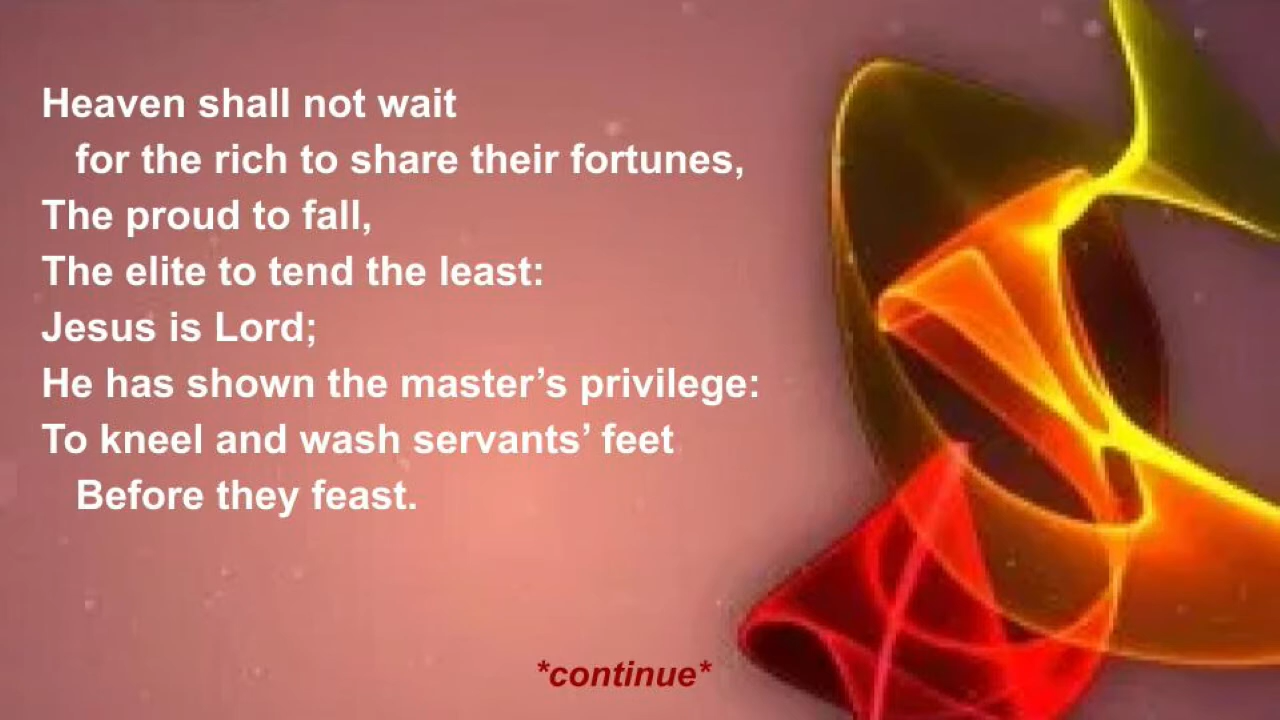 Heaven shall not wait
for the rich to share their fortunes,
The proud to fall,
The elite to tend the least:
Jesus is Lord;
He has shown the master’s privilege:
To kneel and wash servants’ feet
Before they feast.
*continue*